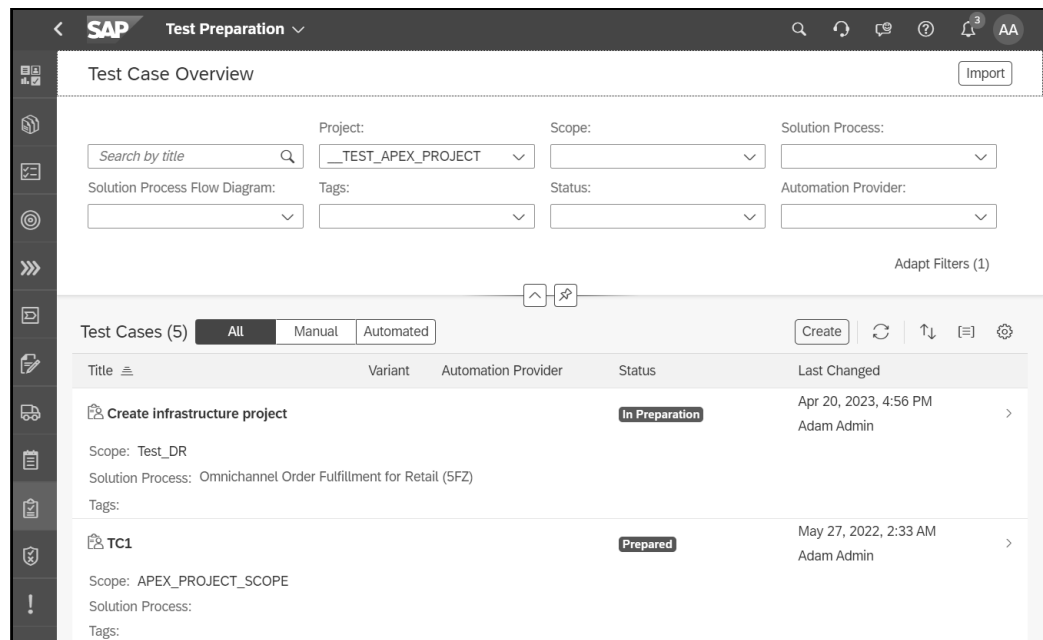 SAP Test Preparation 3 AA
Test Case Overview Import
Project: Scope: Solution Process:
Search by title __TEST_APEX_PROJECT
Solution Process Flow Diagram: Tags: Status: Automation Provider:
Adapt Filters (1)
Test Cases (5) All Manual Automated Create
Title Variant Automation Provider Status Last Changed
Create infrastructure project In Preparation Apr 20, 2023, 4:56 PM
Adam Admin
Scope: Test_DR
Solution Process: Omnichannel Order Fulfillment for Retail (5FZ)
Tags:
TC1 Prepared May 27, 2022, 2:33 AM
Adam Admin
Scope: APEX_PROJECT_SCOPE
Solution Process:
Tags: